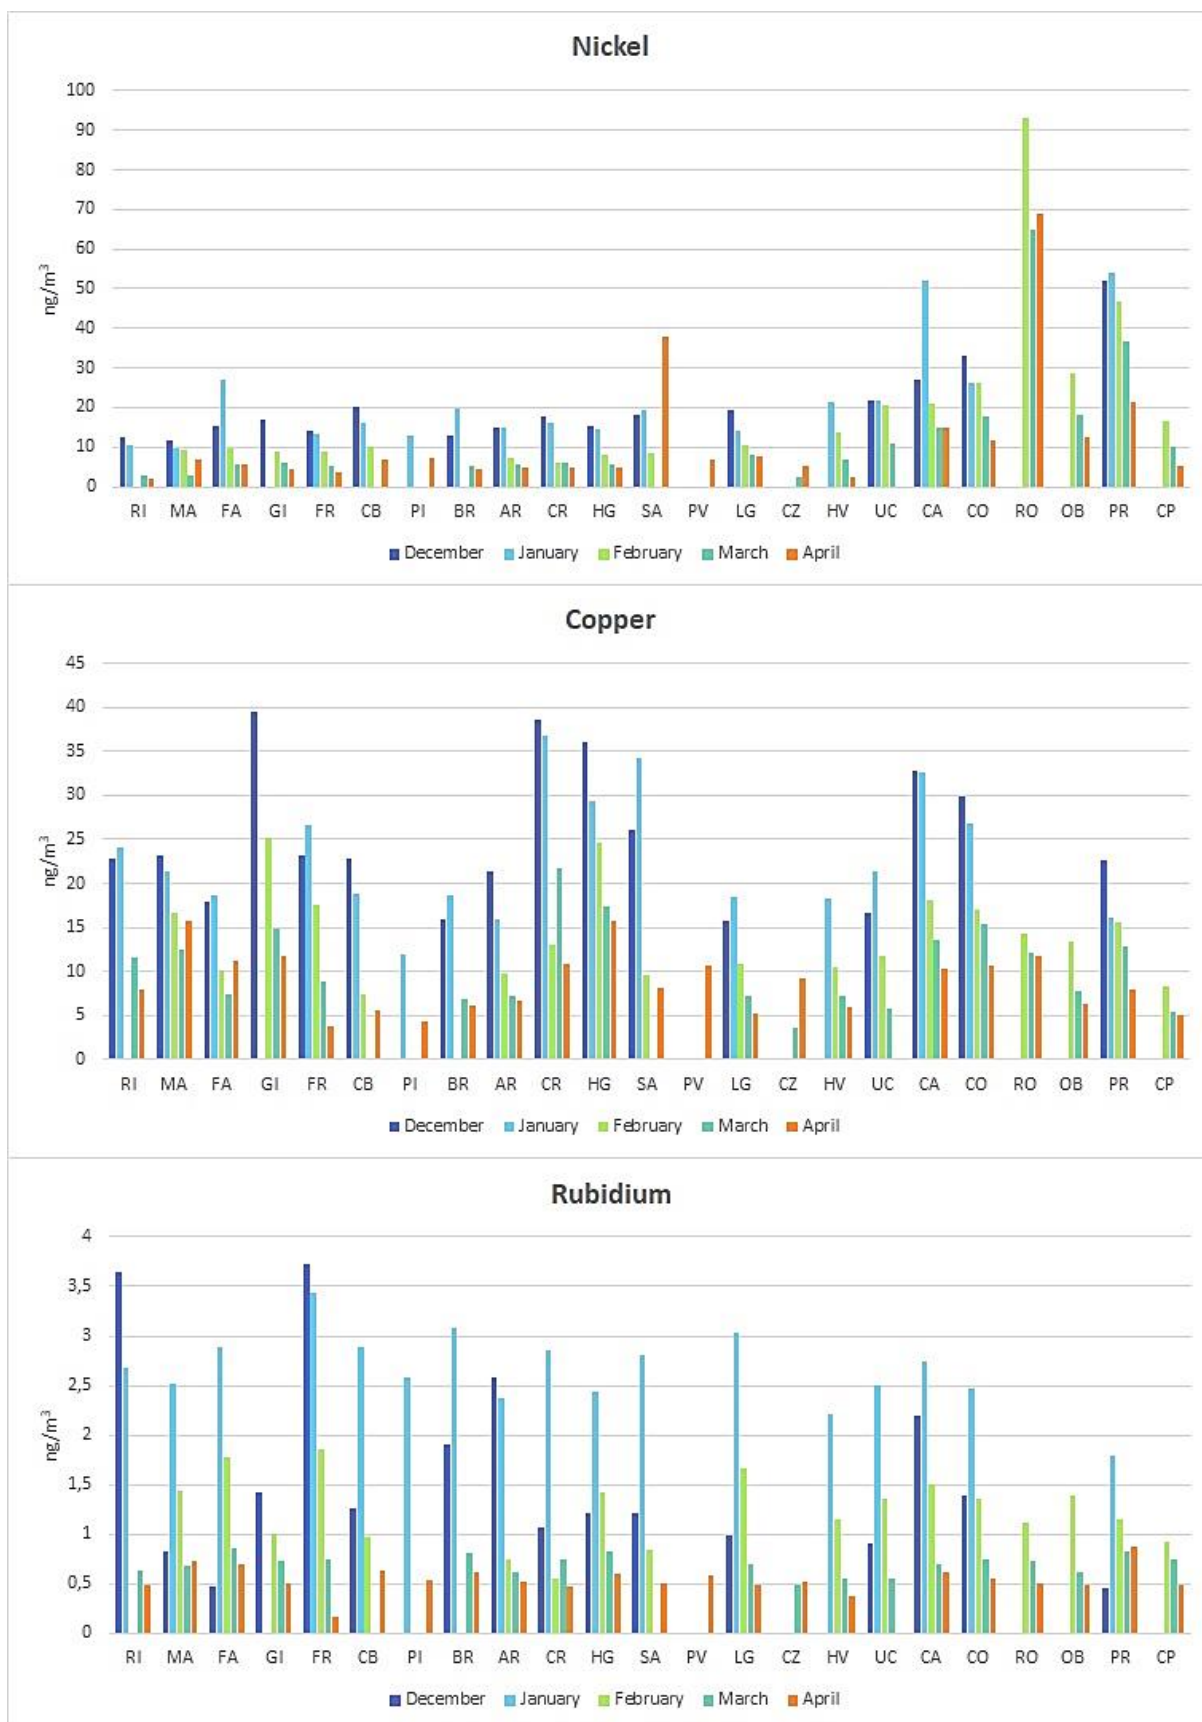 Nickel
100
90
80
70
60
50
40
30
20
10
0
ng/m³
RI MA FA GI FR CB PI BR AR CR HG SA PV LG CZ HV UC CA CO RO OB PR CP
December January February March April
Copper
45
40
35
30
25
20
15
10
5
0
ng/m³
RI MA FA GI FR CB PI BR AR CR HG SA PV LG CZ HV UC CA CO RO OB PR CP
December January February March April
Rubidium
4
3,5
3
2,5
2
1,5
1
0,5
0
ng/m³
RI MA FA GI FR CB PI BR AR CR HG SA PV LG CZ HV UC CA CO RO OB PR CP
December January February March April